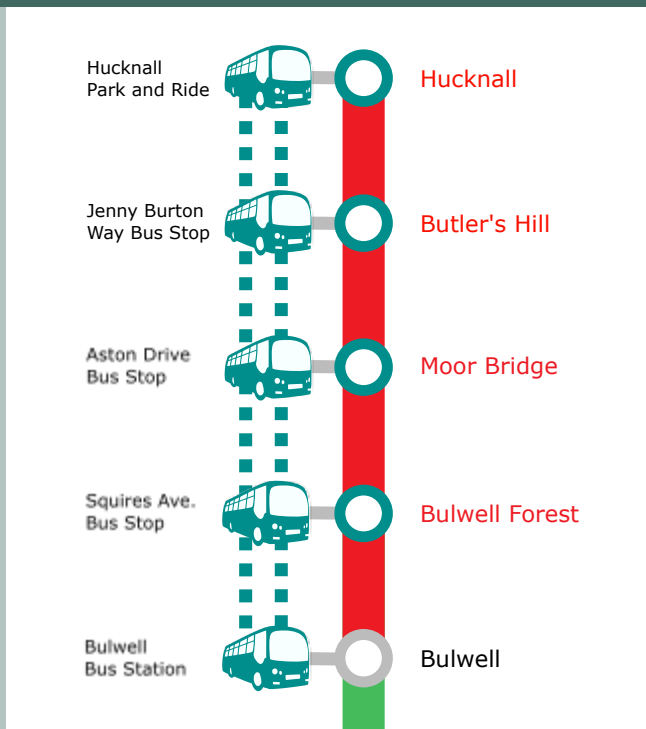 Hucknall
Park and Ride
Hucknall
Jenny Burton
Way Bus Stop
Butler's Hill
Aston Drive
Bus Stop
Moor Bridge
Squires Ave.
Bus Stop
Bulwell Forest
Bulwell
Bus Station
Bulwell